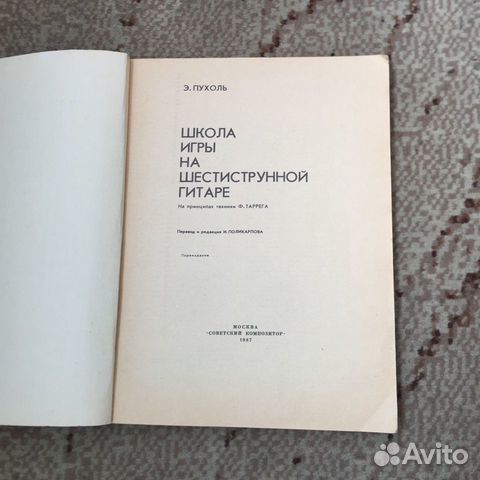 Э. ПУХОЛЬ
ШКОЛА
ИГРЫ
НА
ШЕСТИСТРУННОЙ
ГИТАРЕ
На принципах техники Ф. ТАРРЕГА
Перевод и редакция И. ПОЛИКАРПОВА
Переиздание
МОСКВА
«СОВЕТСКИЙ КОМПОЗИТОР»
1987
Avito